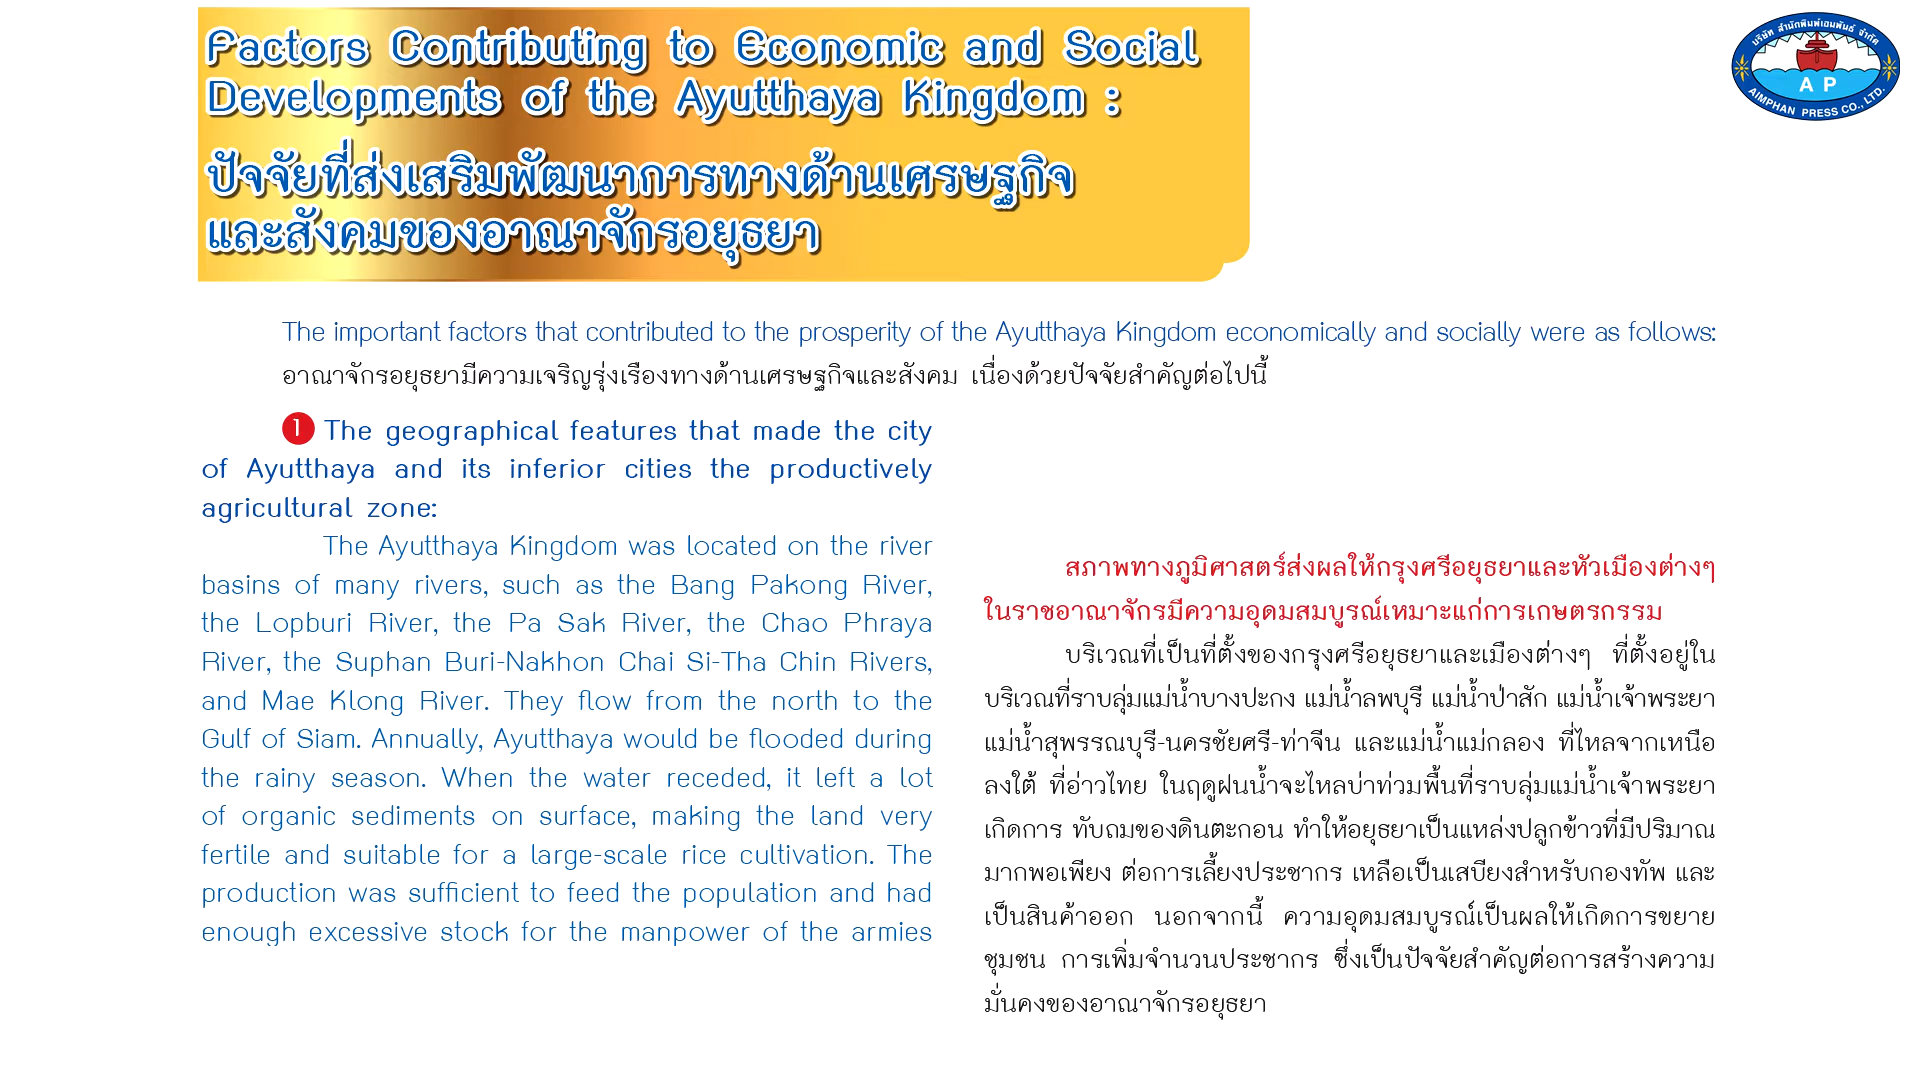 Factors Contributing to Economic and Social
Developments of the Ayutthaya Kingdom :
ปัจจัยที่ส่งเสริมพัฒนาการทางด้านเศรษฐกิจ
และสังคมของอาณาจักรอยุธยา
บริษัท สำนักพิมพ์เอมพันธ์ จำกัด
A P
AIMPHAN PRESS CO., LTD.
The important factors that contributed to the prosperity of the Ayutthaya Kingdom economically and socially were as follows:
อาณาจักรอยุธยามีความเจริญรุ่งเรืองทางด้านเศรษฐกิจและสังคม เนื่องด้วยปัจจัยสำคัญต่อไปนี้
1 The geographical features that made the city
of Ayutthaya and its inferior cities the productively
agricultural zone:
The Ayutthaya Kingdom was located on the river
basins of many rivers, such as the Bang Pakong River,
the Lopburi River, the Pa Sak River, the Chao Phraya
River, the Suphan Buri-Nakhon Chai Si-Tha Chin Rivers,
and Mae Klong River. They flow from the north to the
Gulf of Siam. Annually, Ayutthaya would be flooded during
the rainy season. When the water receded, it left a lot
of organic sediments on surface, making the land very
fertile and suitable for a large-scale rice cultivation. The
production was sufficient to feed the population and had
enough excessive stock for the manpower of the armies
สภาพทางภูมิศาสตร์ส่งผลให้กรุงศรีอยุธยาและหัวเมืองต่างๆ
ในราชอาณาจักรมีความอุดมสมบูรณ์เหมาะแก่การเกษตรกรรม
บริเวณที่เป็นที่ตั้งของกรุงศรีอยุธยาและเมืองต่างๆ ที่ตั้งอยู่ใน
บริเวณที่ราบลุ่มแม่น้ำบางปะกง แม่น้ำลพบุรี แม่น้ำป่าสัก แม่น้ำเจ้าพระยา
แม่น้ำสุพรรณบุรี-นครชัยศรี-ท่าจีน และแม่น้ำแม่กลอง ที่ไหลจากเหนือ
ลงใต้ ที่อ่าวไทย ในฤดูฝนน้ำจะไหลบ่าท่วมพื้นที่ราบลุ่มแม่น้ำเจ้าพระยา
เกิดการ ทับถมของดินตะกอน ทำให้อยุธยาเป็นแหล่งปลูกข้าวที่มีปริมาณ
มากพอเพียง ต่อการเลี้ยงประชากร เหลือเป็นเสบียงสำหรับกองทัพ และ
เป็นสินค้าออก นอกจากนี้ ความอุดมสมบูรณ์เป็นผลให้เกิดการขยาย
ชุมชน การเพิ่มจำนวนประชากร ซึ่งเป็นปัจจัยสำคัญต่อการสร้างความ
มั่นคงของอาณาจักรอยุธยา